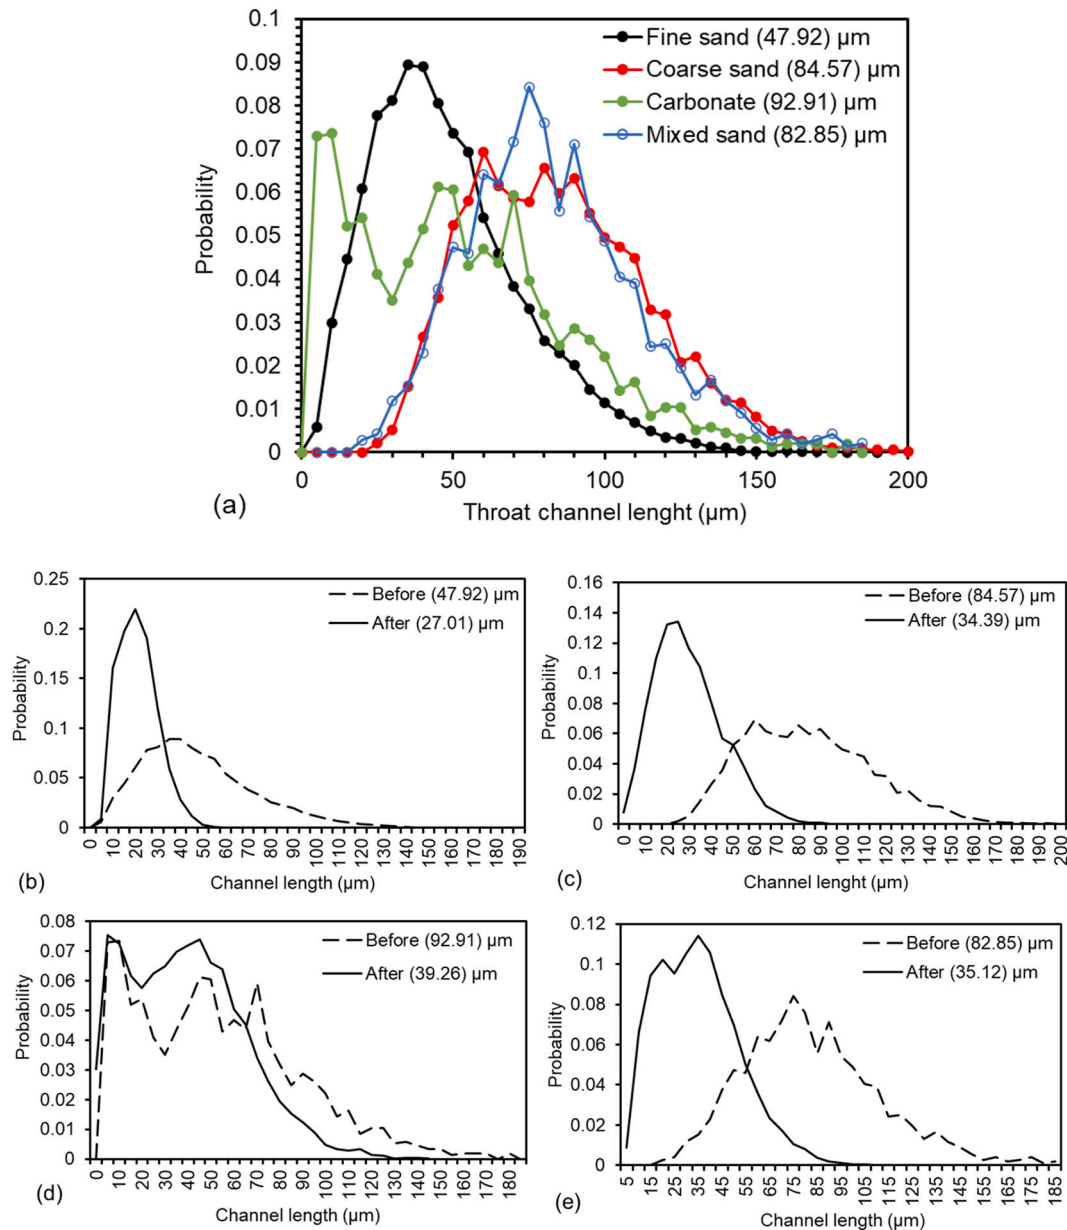 0.1
0.09
0.08
0.07
0.06
0.05
0.04
0.03
0.02
0.01
0
Probability
Fine sand (47.92) µm
Coarse sand (84.57) µm
Carbonate (92.91) µm
Mixed sand (82.85) µm
0 50 100 150 200
(a) Throat channel lenght (µm)
0.25
0.2
0.15
0.1
0.05
0
Probability
Before (47.92) µm
After (27.01) µm
0 10 20 30 40 50 60 70 80 90 100 110 120 130 140 150 160 170 180 190
(b) Channel length (µm)
0.16
0.14
0.12
0.1
0.08
0.06
0.04
0.02
0
Probability
Before (84.57) µm
After (34.39) µm
0 10 20 30 40 50 60 70 80 90 100 110 120 130 140 150 160 170 180 190 200
(c) Channel lenght (µm)
0.08
0.07
0.06
0.05
0.04
0.03
0.02
0.01
0
Probability
Before (92.91) µm
After (39.26) µm
0 10 20 30 40 50 60 70 80 90 100 110 120 130 140 150 160 170 180
(d) Channel length (µm)
0.12
0.1
0.08
0.06
0.04
0.02
0
Probability
Before (82.85) µm
After (35.12) µm
5 15 25 35 45 55 65 75 85 95 105 115 125 135 145 155 165 175 185
(e) Channel length (µm)